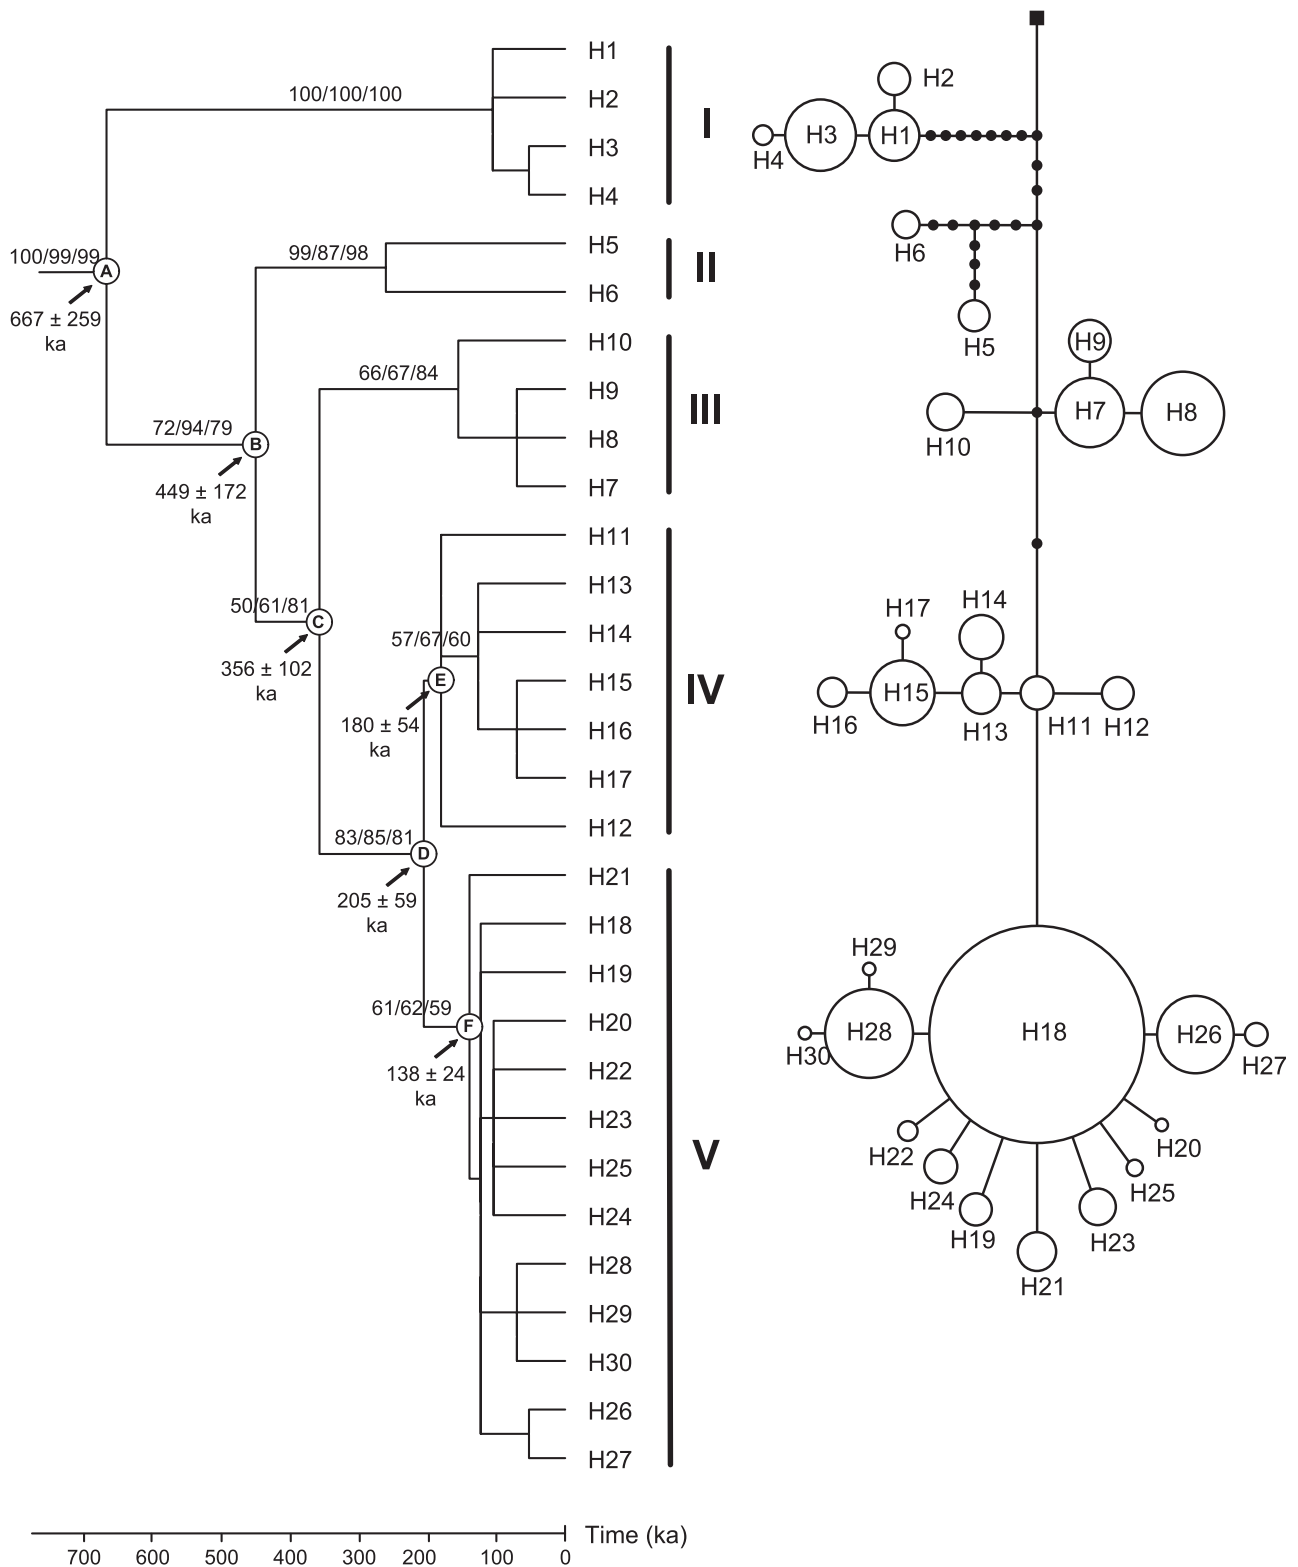 H1
100/100/100
H2
H3
H4
I
H5
99/87/98
H6
II
100/99/99
A
667 ± 259
ka
H10
66/67/84
H9
H8
H7
III
72/94/79
B
449 ± 172
ka
H11
H13
H14
H15
H16
H17
H12
IV
50/61/81
C
356 ± 102
ka
57/67/60
E
180 ± 54
ka
83/85/81
D
205 ± 59
ka
H21
H18
H19
H20
H22
H23
H25
H24
H28
H29
H30
H26
H27
V
61/62/59
F
138 ± 24
ka
700 600 500 400 300 200 100 0
Time (ka)
H2
H4
H3
H1
H6
H5
H9
H10
H7
H8
H17
H14
H16
H15
H13
H11
H12
H29
H30
H28
H18
H26
H27
H22
H24
H19
H21
H23
H25
H20